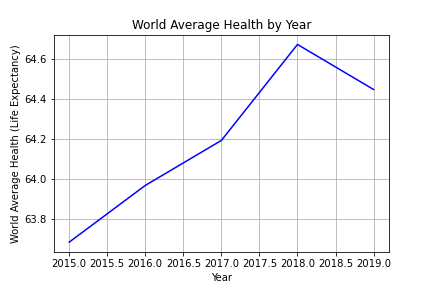 World Average Health by Year
World Average Health (Life Expectancy)
64.6
64.4
64.2
64.0
63.8
2015.0 2015.5 2016.0 2016.5 2017.0 2017.5 2018.0 2018.5 2019.0
Year